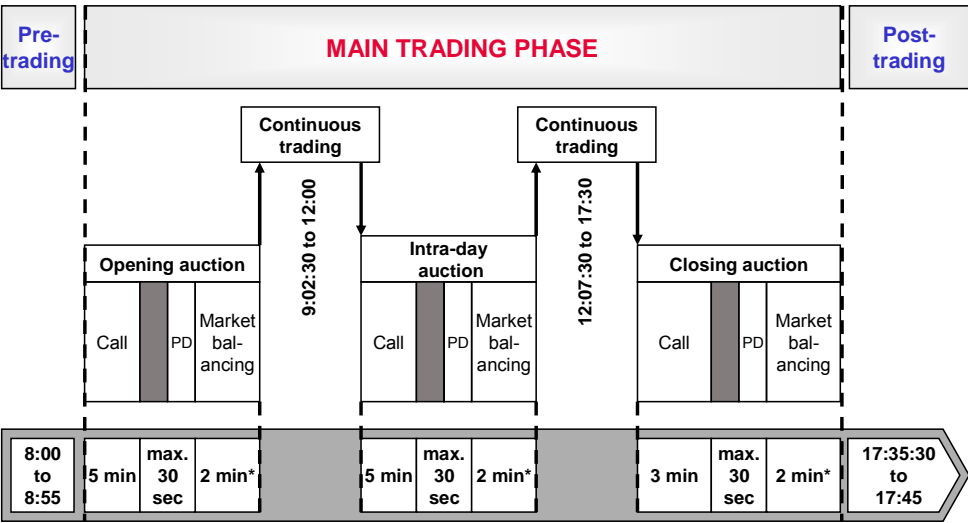 Pre-
trading
MAIN TRADING PHASE
Post-
trading
Continuous
trading
Continuous
trading
9:02:30 to 12:00
12:07:30 to 17:30
Opening auction
Intra-day
auction
Closing auction
Call
PD
Market
bal-
ancing
Call
PD
Market
bal-
ancing
Call
PD
Market
bal-
ancing
8:00
to
8:55
5 min
max.
30
sec
2 min*
5 min
max.
30
sec
2 min*
3 min
max.
30
sec
2 min*
17:35:30
to
17:45